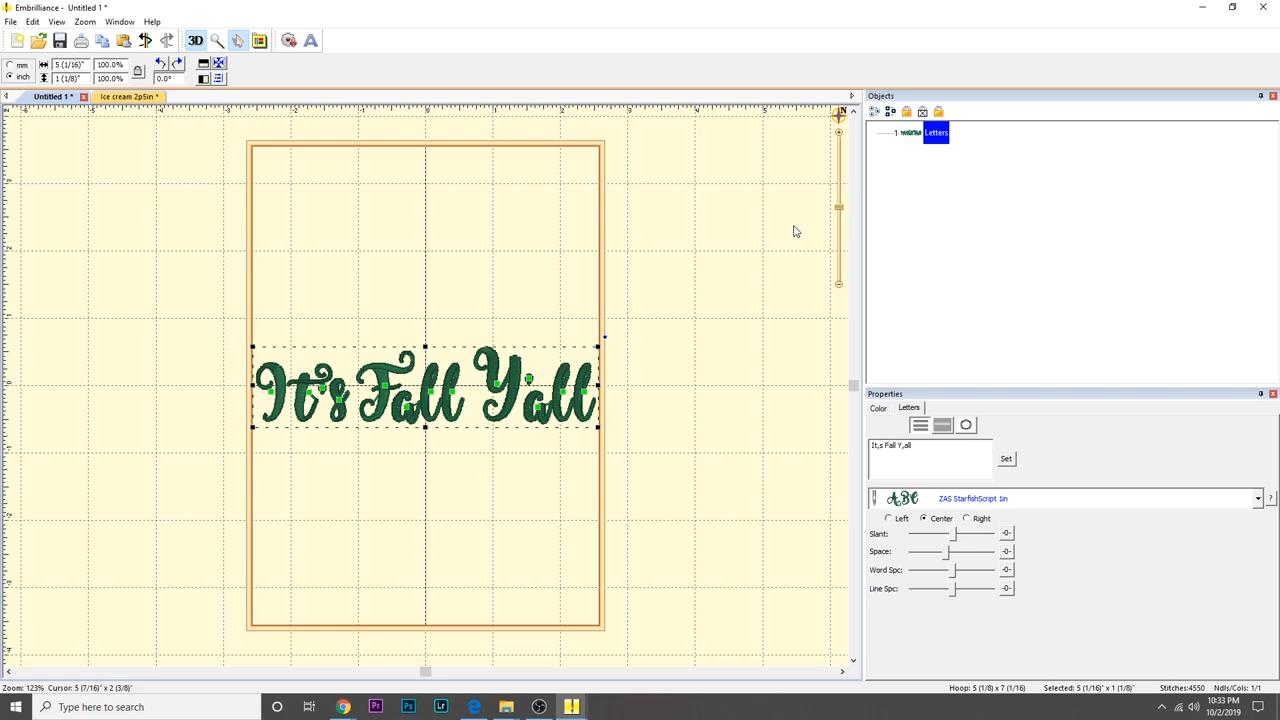 Embrilliance - Untitled 1 *
File Edit View Zoom Window Help
3D
mm 5 (1/16)" 100.0%
inch 1 (1/8)" 100.0% 0.0°
Untitled 1 * Ice cream 2p5in *
N
It's Fall Y'all
Zoom: 123% Cursor: 5 (7/16)" x 2 (3/8)"
Objects
1 Letters
Properties
Color Letters
It,s Fall Y,all
Set
ABC ZAS StarfishScript 1in ?
Left Center Right
Slant: -0-
Space: -0-
Word Spc: -0-
Line Spc: -0-
Hoop: 5 (1/8) x 7 (1/16) Selected: 5 (1/16)" x 1 (1/8)" Stitches:4550 Ndls/Cols: 1/1
Type here to search
Pr Ps Lr
10:33 PM
10/2/2019